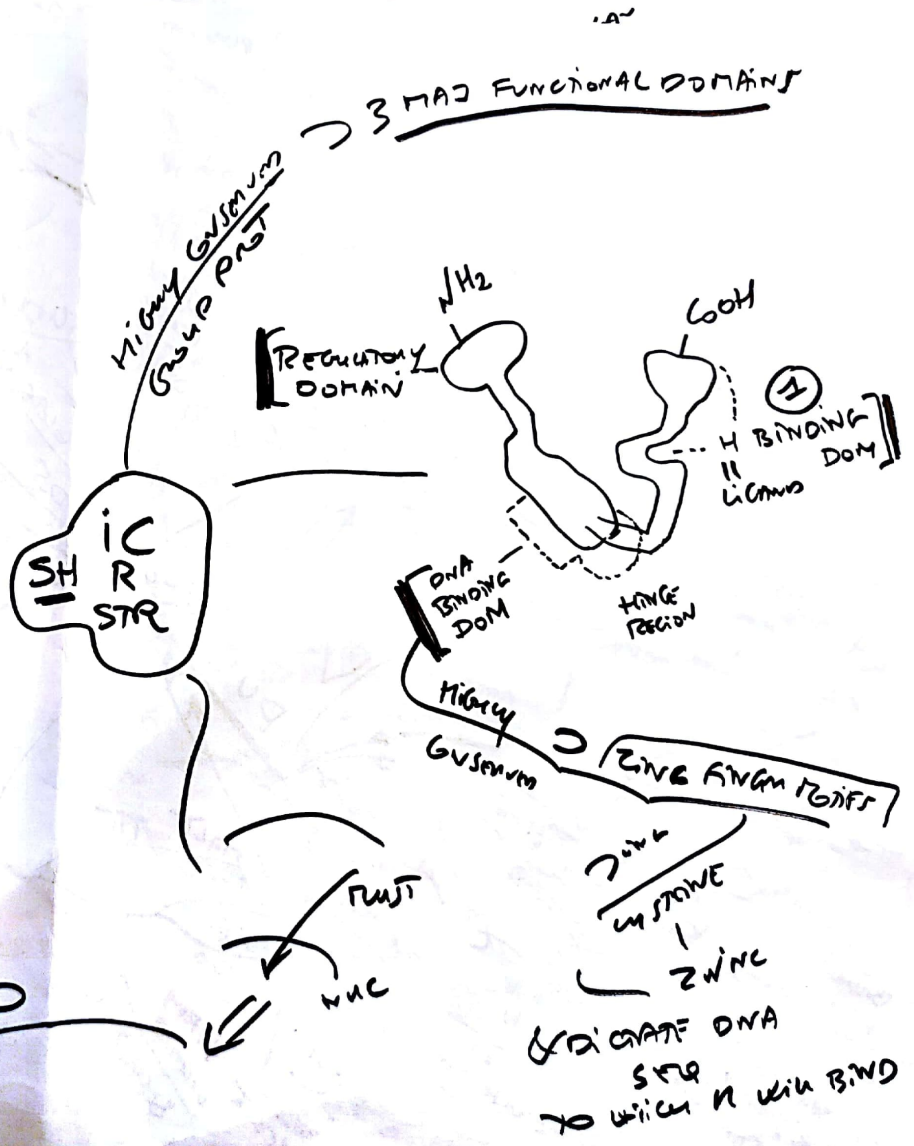 3 MAJ FUNCTIONAL DOMAINS
HIGHLY CONSERVED
GROUP PROT
NH2
COOH
REGULATORY
DOMAIN
1
H BINDING
DOM
LIGAND
iC
SH R
STR
DNA
BINDING
DOM
HINGE
REGION
HIGHLY
CONSERVED
ZINC FINGER MOTIFS
CYSTEINE
MUST
NUC
DICTATE DNA
SEQ
TO WHICH R WILL BIND